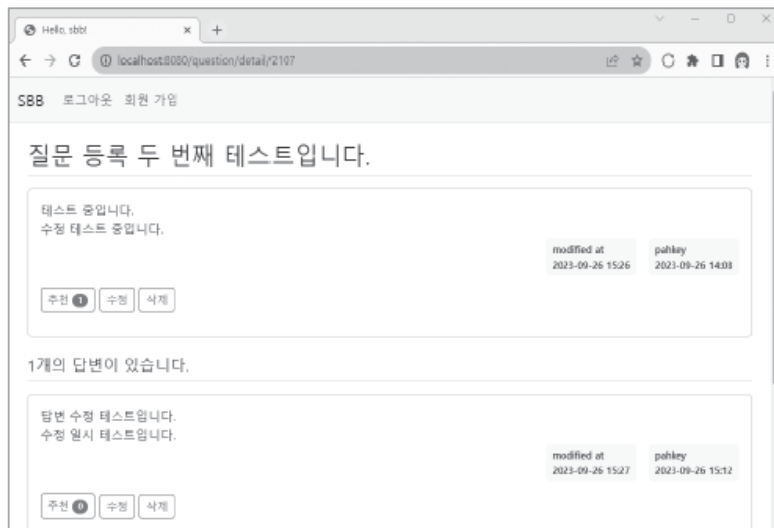 Hello, sbb!
localhost:8080/question/detail/2107
SBB 로그아웃 회원 가입
질문 등록 두 번째 테스트입니다.
테스트 중입니다.
수정 테스트 중입니다.
modified at pahkey
2023-09-26 15:26 2023-09-26 14:08
추천 1 수정 삭제
1개의 답변이 있습니다.
답변 수정 테스트입니다.
수정 일시 테스트입니다.
modified at pahkey
2023-09-26 15:27 2023-09-26 15:12
추천 0 수정 삭제